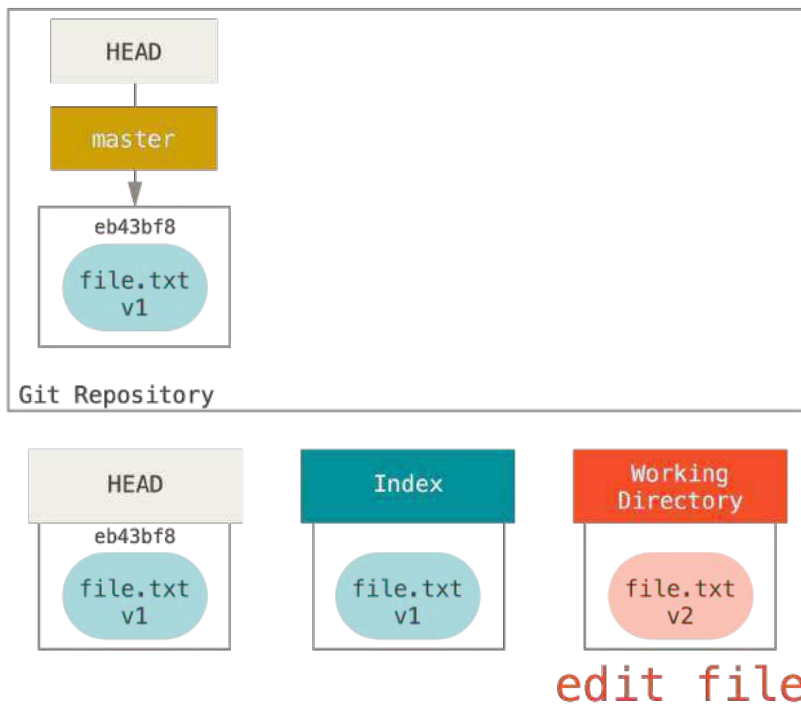 HEAD
master
eb43bf8
file.txt
v1
Git Repository
HEAD
Index
Working
Directory
eb43bf8
file.txt
v1
file.txt
v1
file.txt
v2
edit file